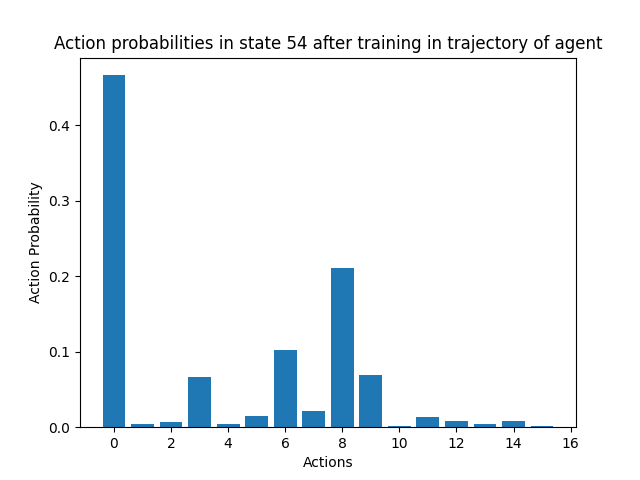 Action probabilities in state 54 after training in trajectory of agent
Action Probability
0.4
0.3
0.2
0.1
0.0
0 2 4 6 8 10 12 14 16
Actions